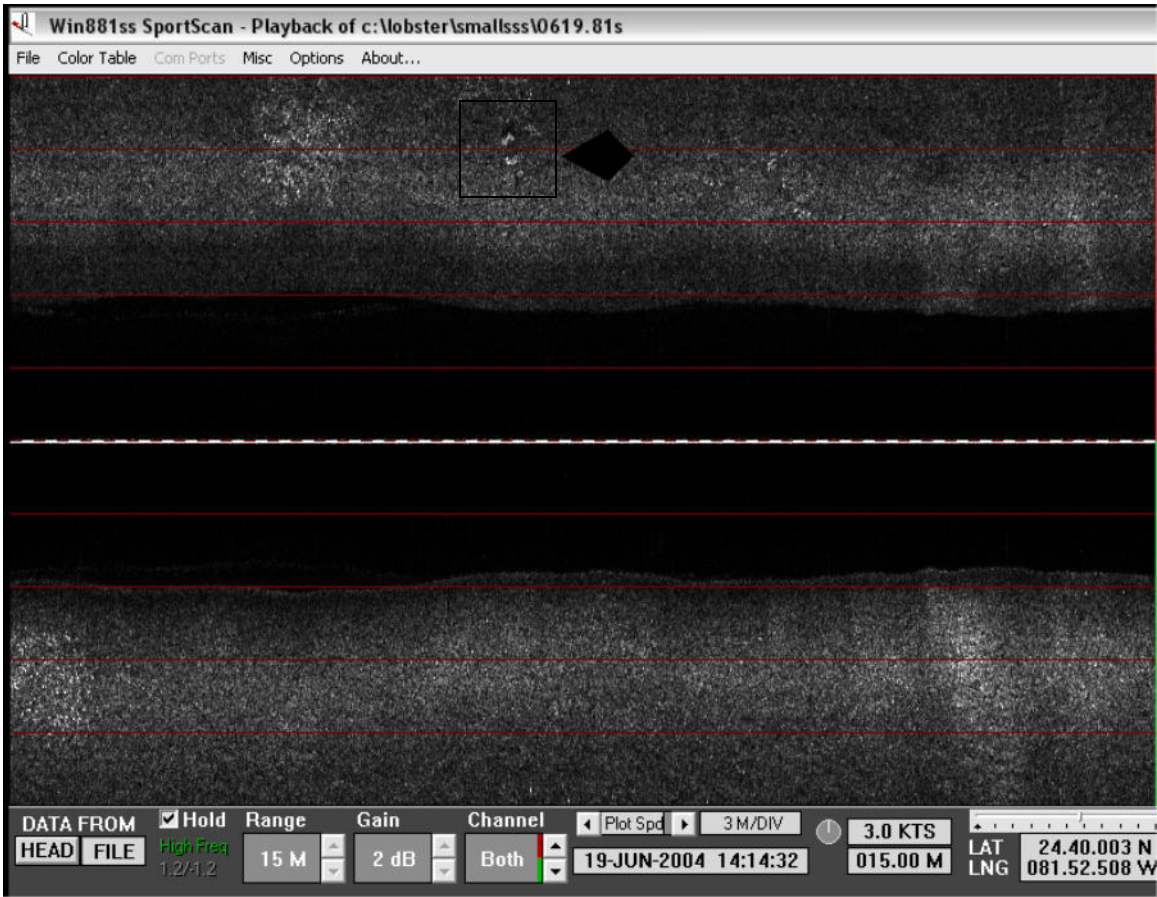 Win881ss SportScan - Playback of c:\lobster\smallsss\0619.81s
File Color Table Com Ports Misc Options About...
DATA FROM
HEAD FILE
Hold
High Freq
1.2/-1.2
Range
15 M
Gain
2 dB
Channel
Both
Plot Spd 3 M/DIV
19-JUN-2004 14:14:32
3.0 KTS
015.00 M
LAT 24.40.003 N
LNG 081.52.508 W